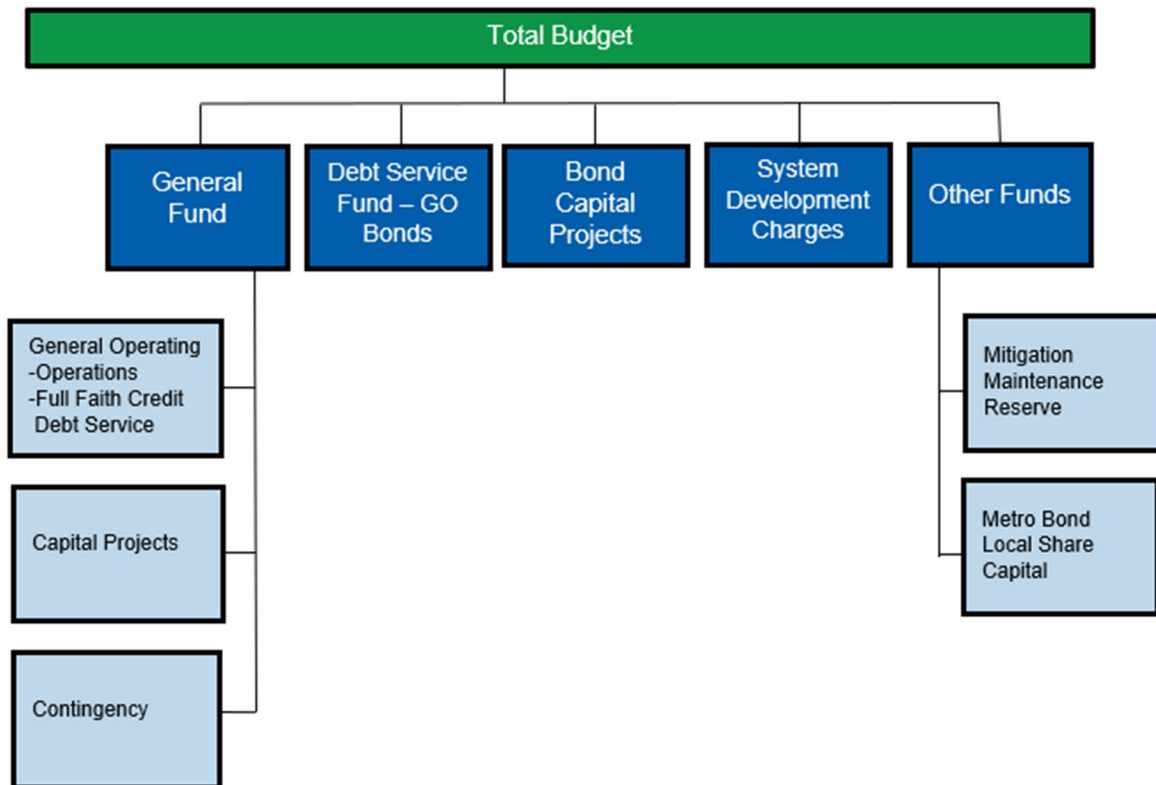 Total Budget
General
Fund
Debt Service
Fund – GO
Bonds
Bond
Capital
Projects
System
Development
Charges
Other Funds
General Operating
-Operations
-Full Faith Credit
Debt Service
Capital Projects
Contingency
Mitigation
Maintenance
Reserve
Metro Bond
Local Share
Capital